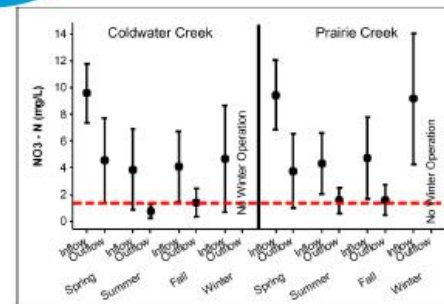 Coldwater Creek
Prairie Creek
NO3 - N (mg/L)
14
12
10
8
6
4
2
0
No Winter Operation
No Winter Operation
Inflow Outflow Inflow Outflow Inflow Outflow Inflow Outflow Inflow Outflow Inflow Outflow Inflow Outflow Inflow Outflow
Spring Summer Fall Winter Spring Summer Fall Winter